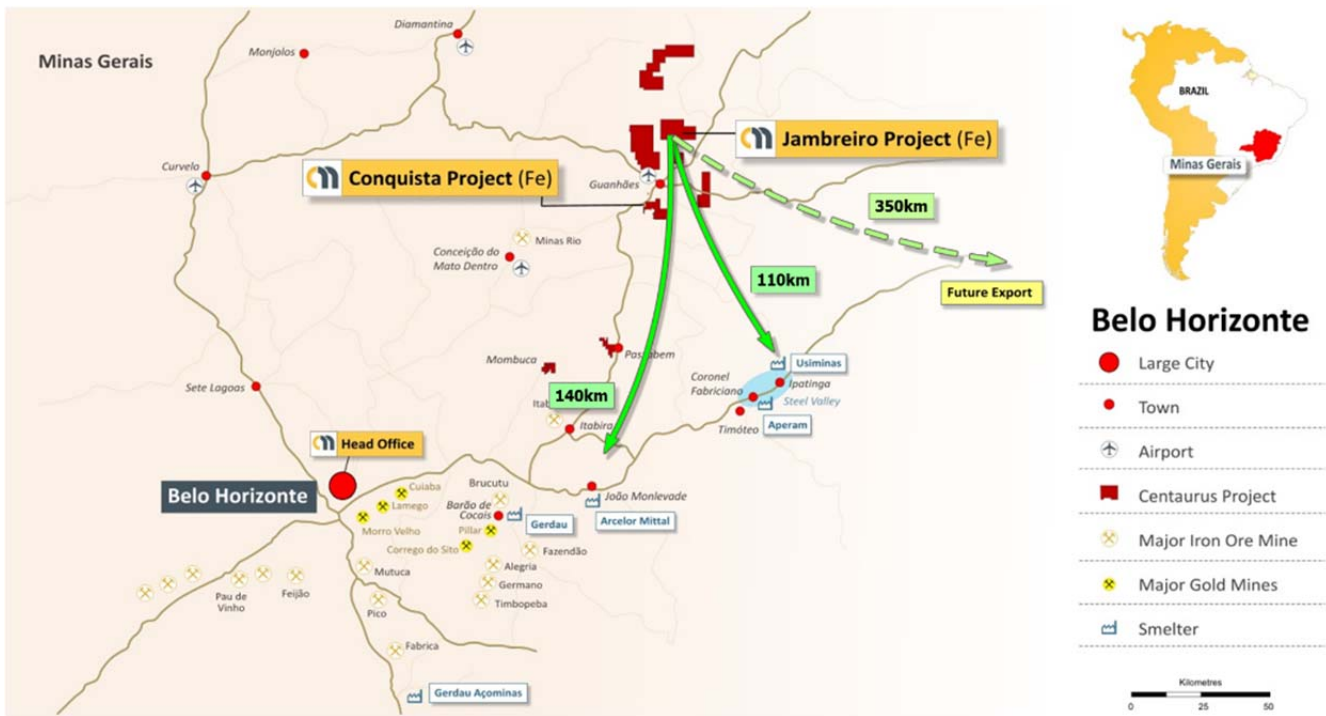 Minas Gerais
Diamantina
Monjolos
Curvelo
Jambreiro Project (Fe)
Conquista Project (Fe)
Guanhães
350km
Minas Rio
Conceição do
Mato Dentro
110km
Future Export
Mombuca
Usiminas
Coronel
Fabriciano
Ipatinga
Steel Valley
Sete Lagoas
140km
Itabira
Timóteo
Aperam
Head Office
Belo Horizonte
Cuiaba
Lamego
Morro Velho
Brucutu
Barão de
Cocais
Gerdau
João Monlevade
Arcelor Mittal
Pillar
Corrego do Sito
Fazendão
Mutuca
Alegria
Germano
Timbopeba
Pau de
Vinho
Feijão
Pico
Fabrica
Gerdau Açominas
BRAZIL
Minas Gerais
Belo Horizonte
Large City
Town
Airport
Centaurus Project
Major Iron Ore Mine
Major Gold Mines
Smelter
Kilometres
0 25 50